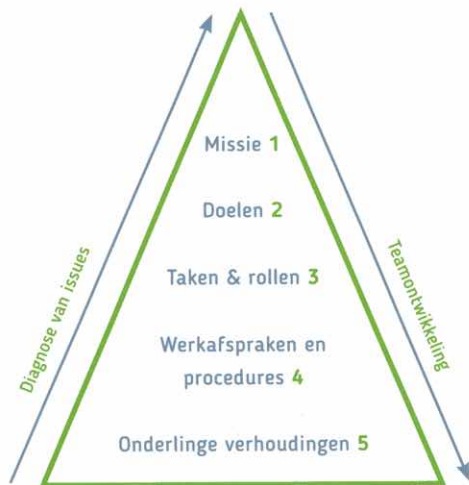 Missie 1
Doelen 2
Taken & rollen 3
Werkafspraken en
procedures 4
Onderlinge verhoudingen 5
Diagnose van issues
Teamontwikkeling